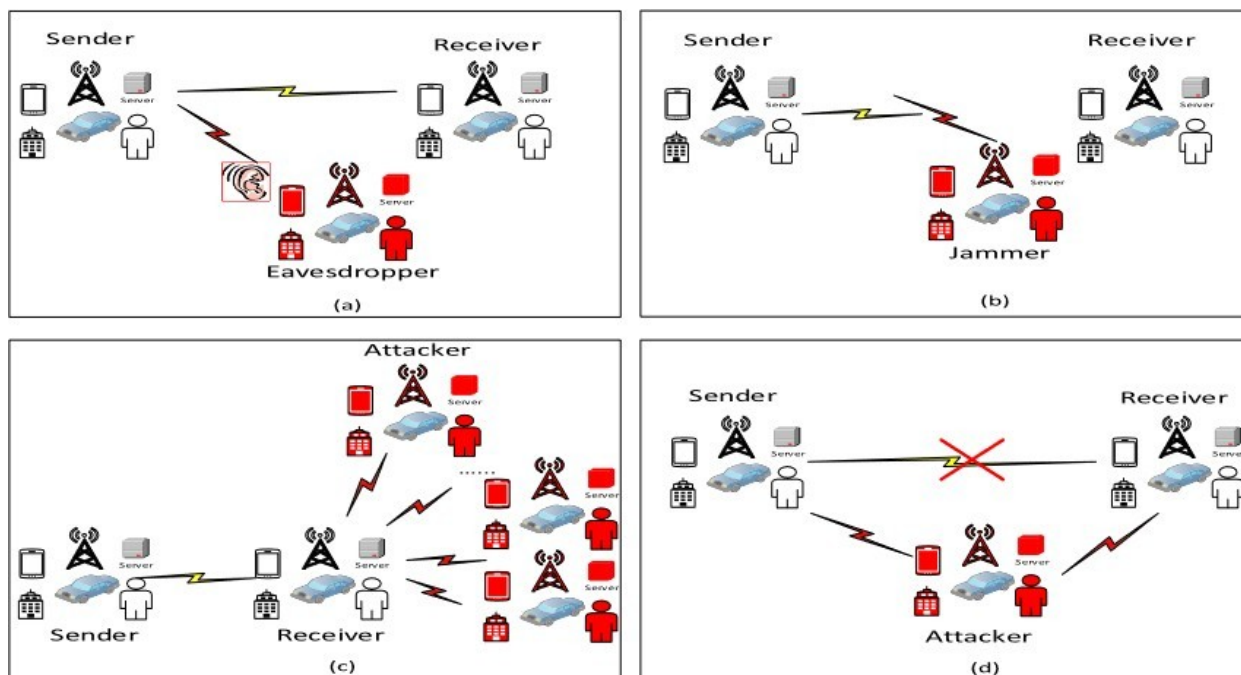 Sender
Receiver
Server
Server
Server
Eavesdropper
(a)
Sender
Receiver
Server
Server
Server
Jammer
(b)
Attacker
Server
......
Server
Server
Server
Server
Sender
Receiver
(c)
Sender
Receiver
Server
Server
Server
Attacker
(d)